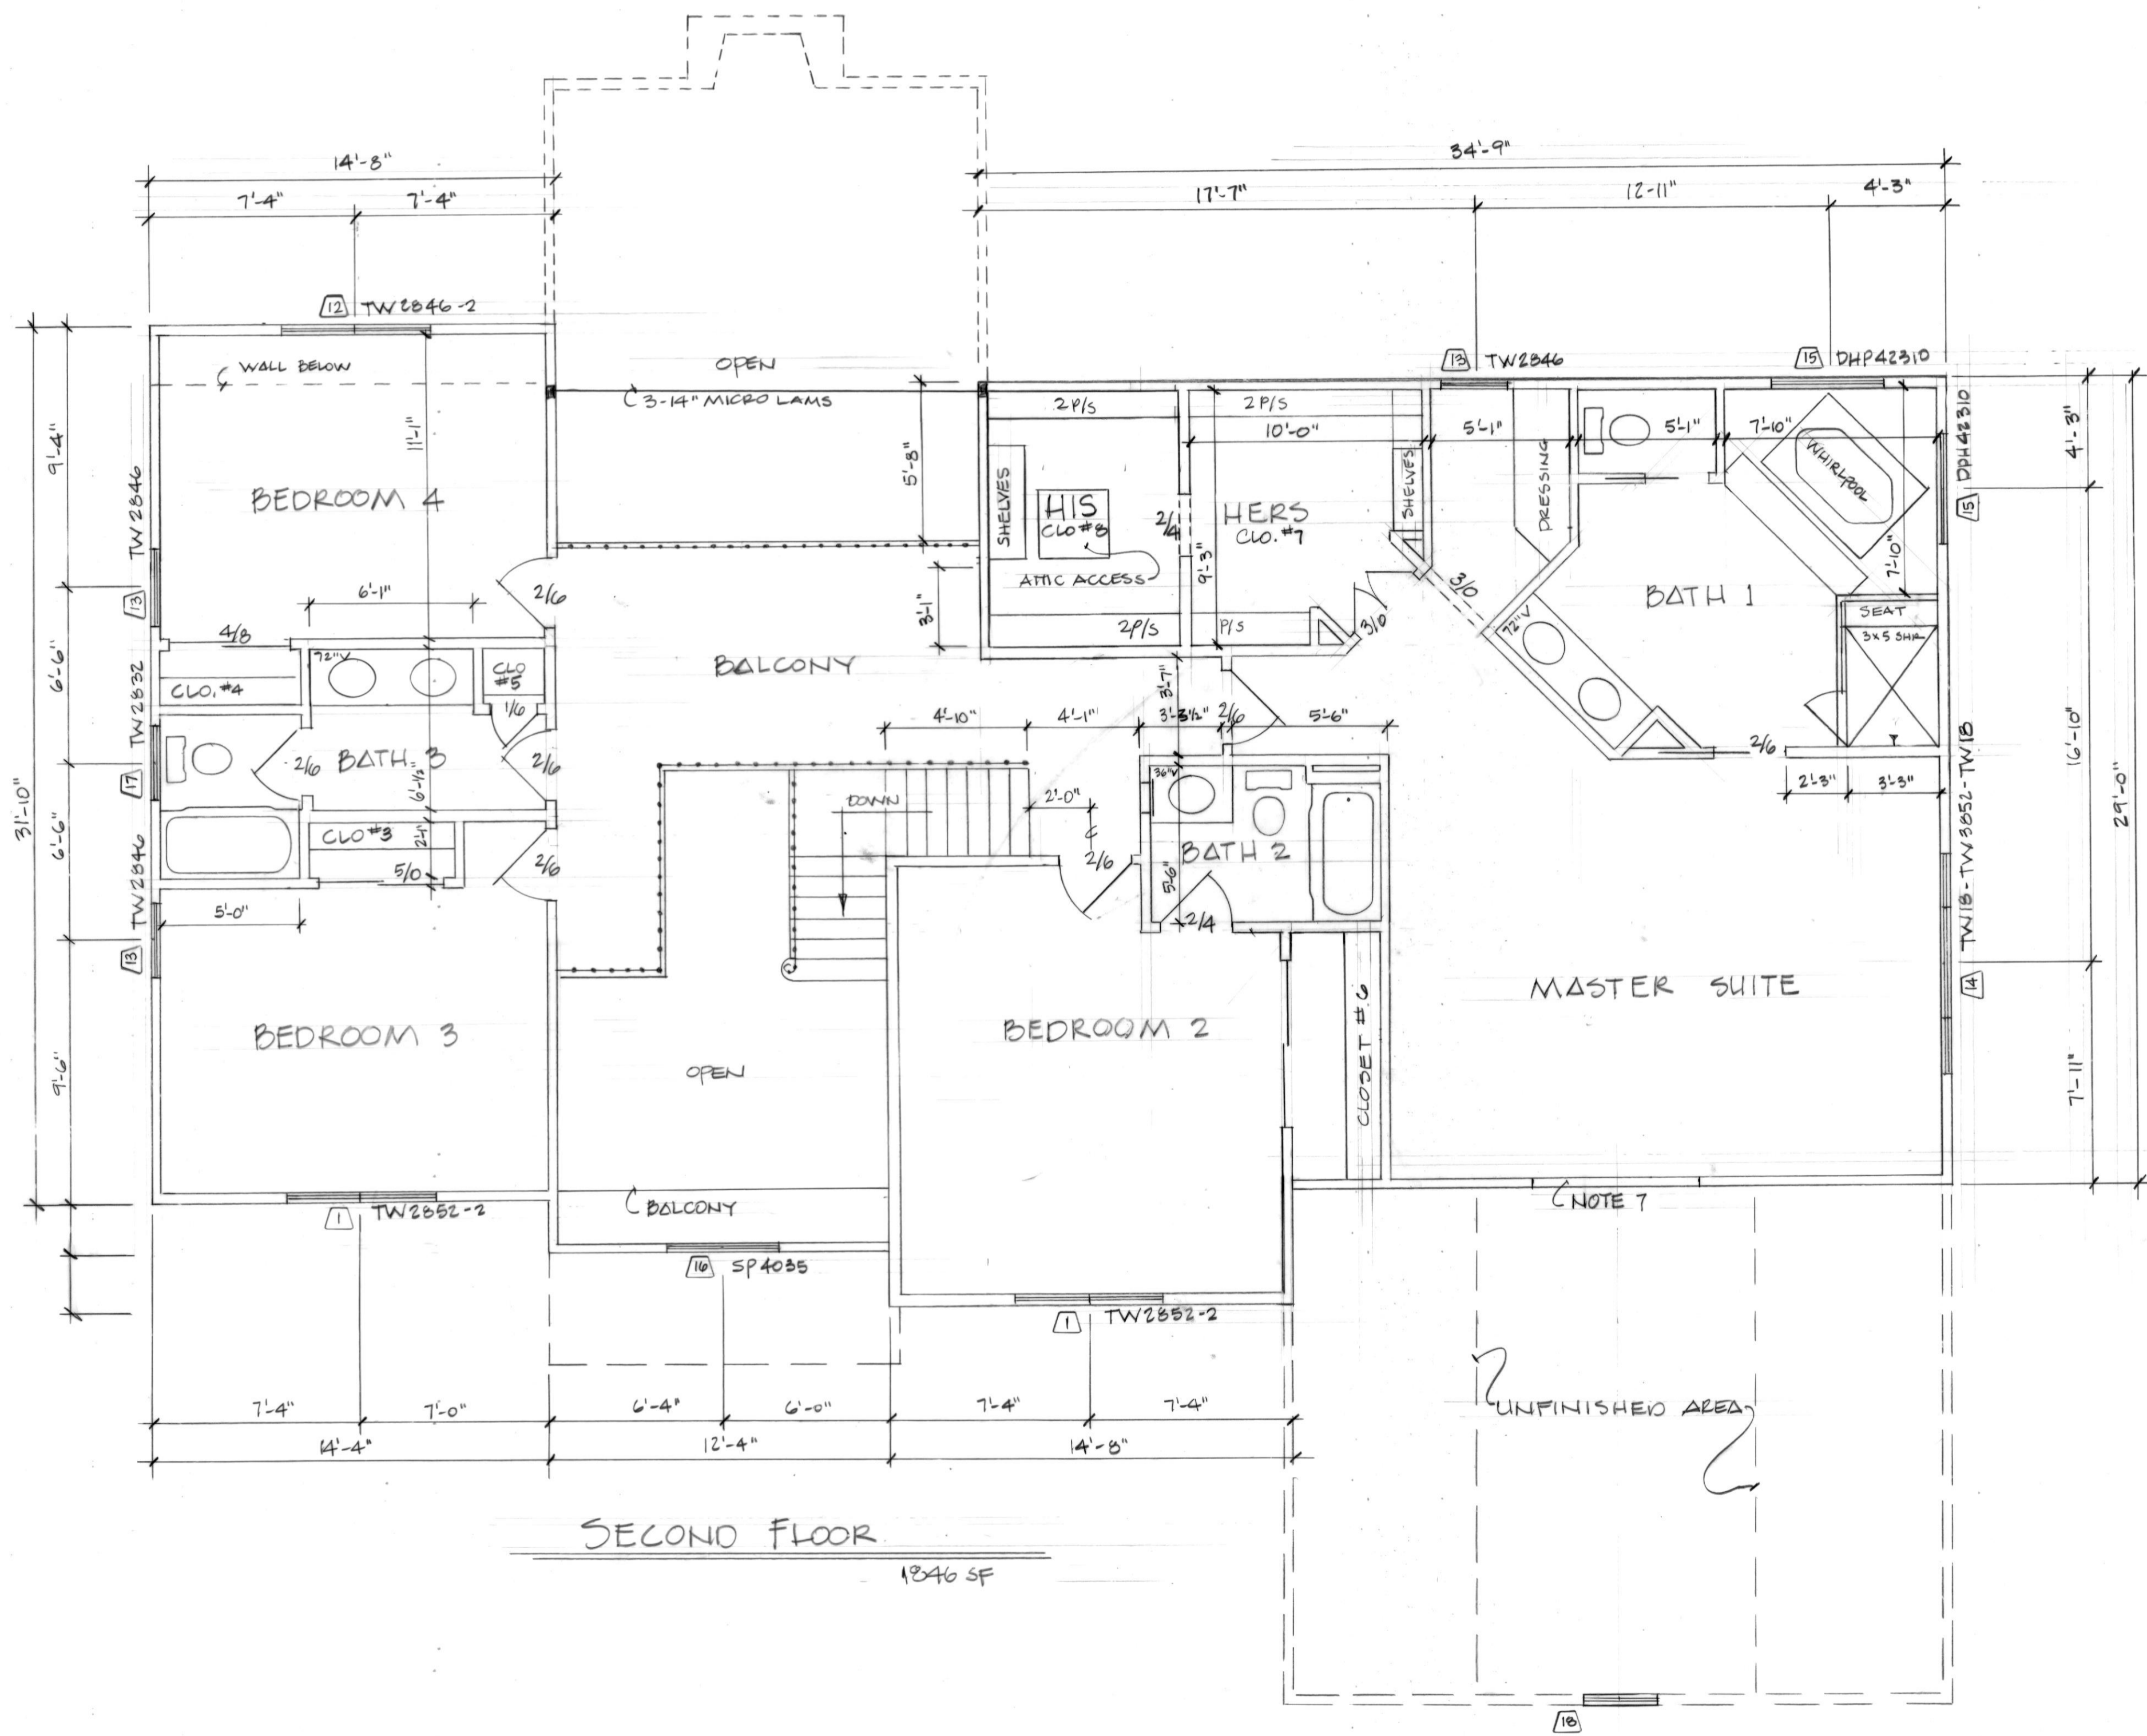 14'-8"
34'-9"
7'-4" 7'-4"
17'-7" 12-11" 4'-3"
12 TW2846-2
WALL BELOW
OPEN
13 TW2846
15 DHP42310
3-14" MICRO LAMS
2P/S 2P/S
10'-0" 5'-1" 5'-1" 7'-10"
15 DPH42310
4'-3"
9'-4"
11'-1"
5'-8"
SHELVES
SHELVES
DRESSING
WHIRLPOOL
BEDROOM 4
HIS
CLO #8
2/4
HERS
CLO. #7
9'-3"
ATTIC ACCESS
7'-10"
13 TW2846
6'-1"
2/6
3'-1"
3/0
BATH 1
SEAT
3x5 SHR
4/8
72"V
CLO #5
1/6
BALCONY
2P/S P/S
3/0
72"V
CLO. #4
6'-6"
17 TW2832
3'-7"
4'-10" 4'-1" 3'-3½" 2/6 5'-6"
2/6 BATH 3 2/6
6'-½"
2/6
2'-3" 3'-3"
16'-10"
29'-0"
31'-10"
6'-6"
DOWN
2'-0"
36"V
2/6
BATH 2
5'-6"
2/4
CLO #3
2'-1"
5/0
2/6
5'-0"
13 TW2846
14 TW18-TW3852-TW18
MASTER SUITE
BEDROOM 3
BEDROOM 2
CLOSET #6
OPEN
9'-6"
7'-11"
BALCONY
NOTE 7
1 TW2852-2
16 SP4035
1 TW2852-2
7'-4" 7'-0" 6'-4" 6'-0" 7'-4" 7'-4"
14'-4" 12'-4" 14'-8"
UNFINISHED AREA
SECOND FLOOR
1846 SF
18